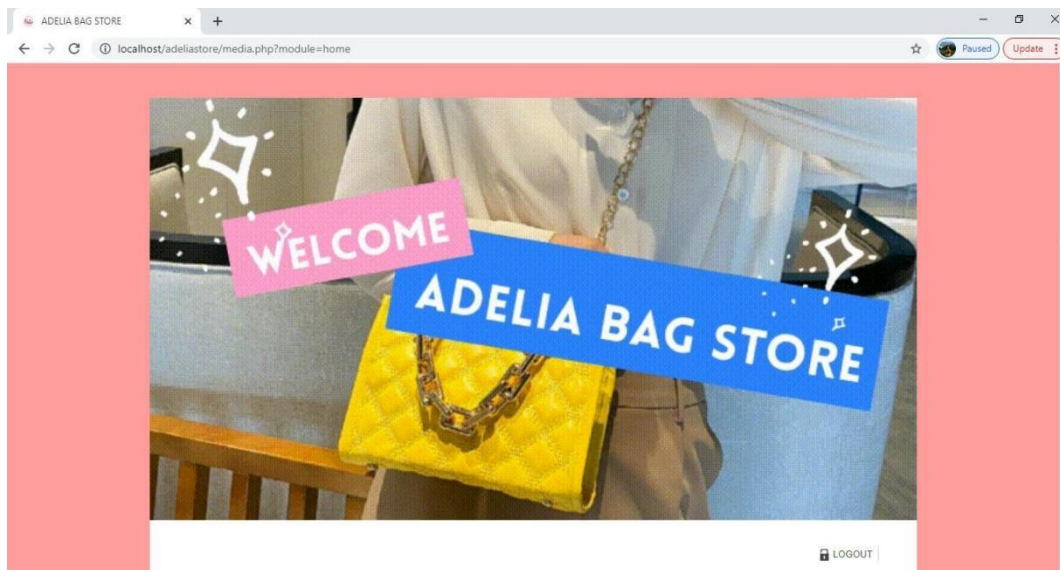 ADELIA BAG STORE
localhost/adeliastore/media.php?module=home
Paused
Update
WELCOME
ADELIA BAG STORE
LOGOUT